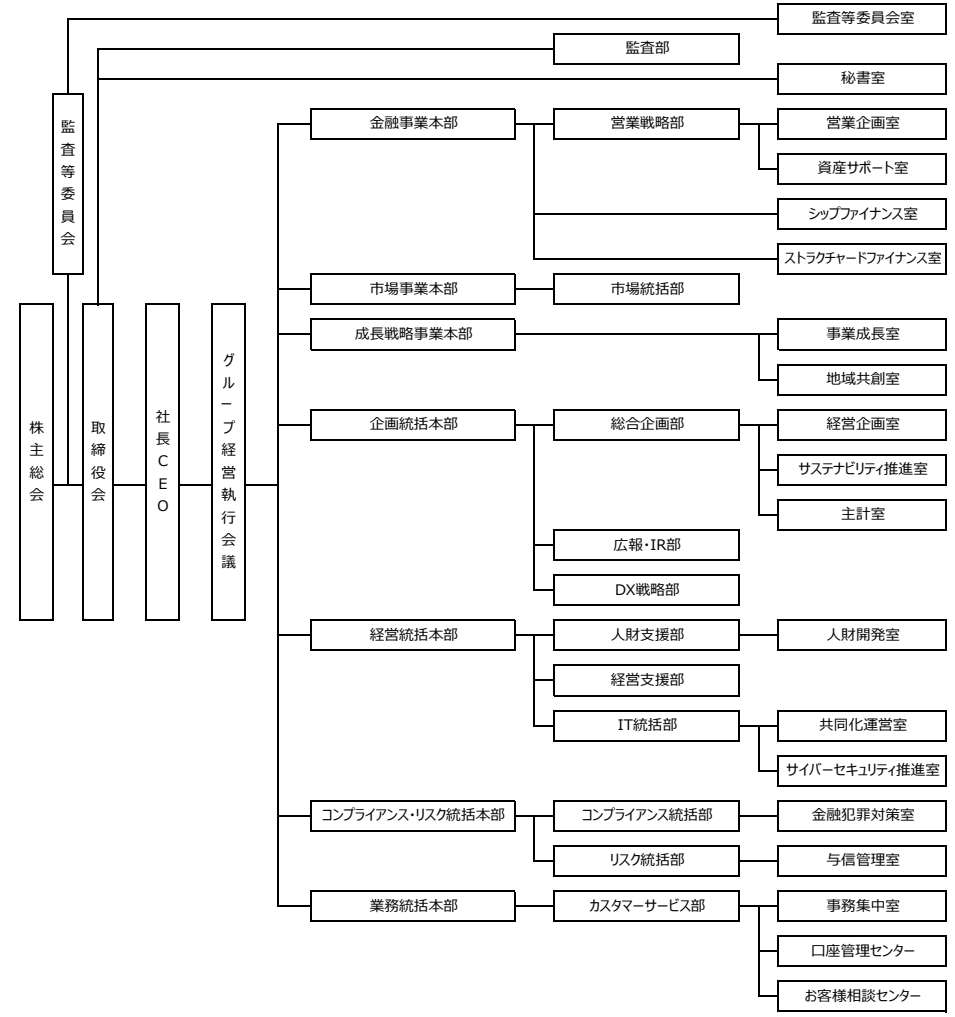 監査等委員会室
監査部
秘書室
監査等委員会
株主総会
取締役会
社長CEO
グループ経営執行会議
金融事業本部
営業戦略部
営業企画室
資産サポート室
シップファイナンス室
ストラクチャードファイナンス室
市場事業本部
市場統括部
成長戦略事業本部
事業成長室
地域共創室
企画統括本部
総合企画部
経営企画室
サステナビリティ推進室
主計室
広報・IR部
DX戦略部
経営統括本部
人財支援部
人財開発室
経営支援部
IT統括部
共同化運営室
サイバーセキュリティ推進室
コンプライアンス・リスク統括本部
コンプライアンス統括部
金融犯罪対策室
リスク統括部
与信管理室
業務統括本部
カスタマーサービス部
事務集中室
口座管理センター
お客様相談センター